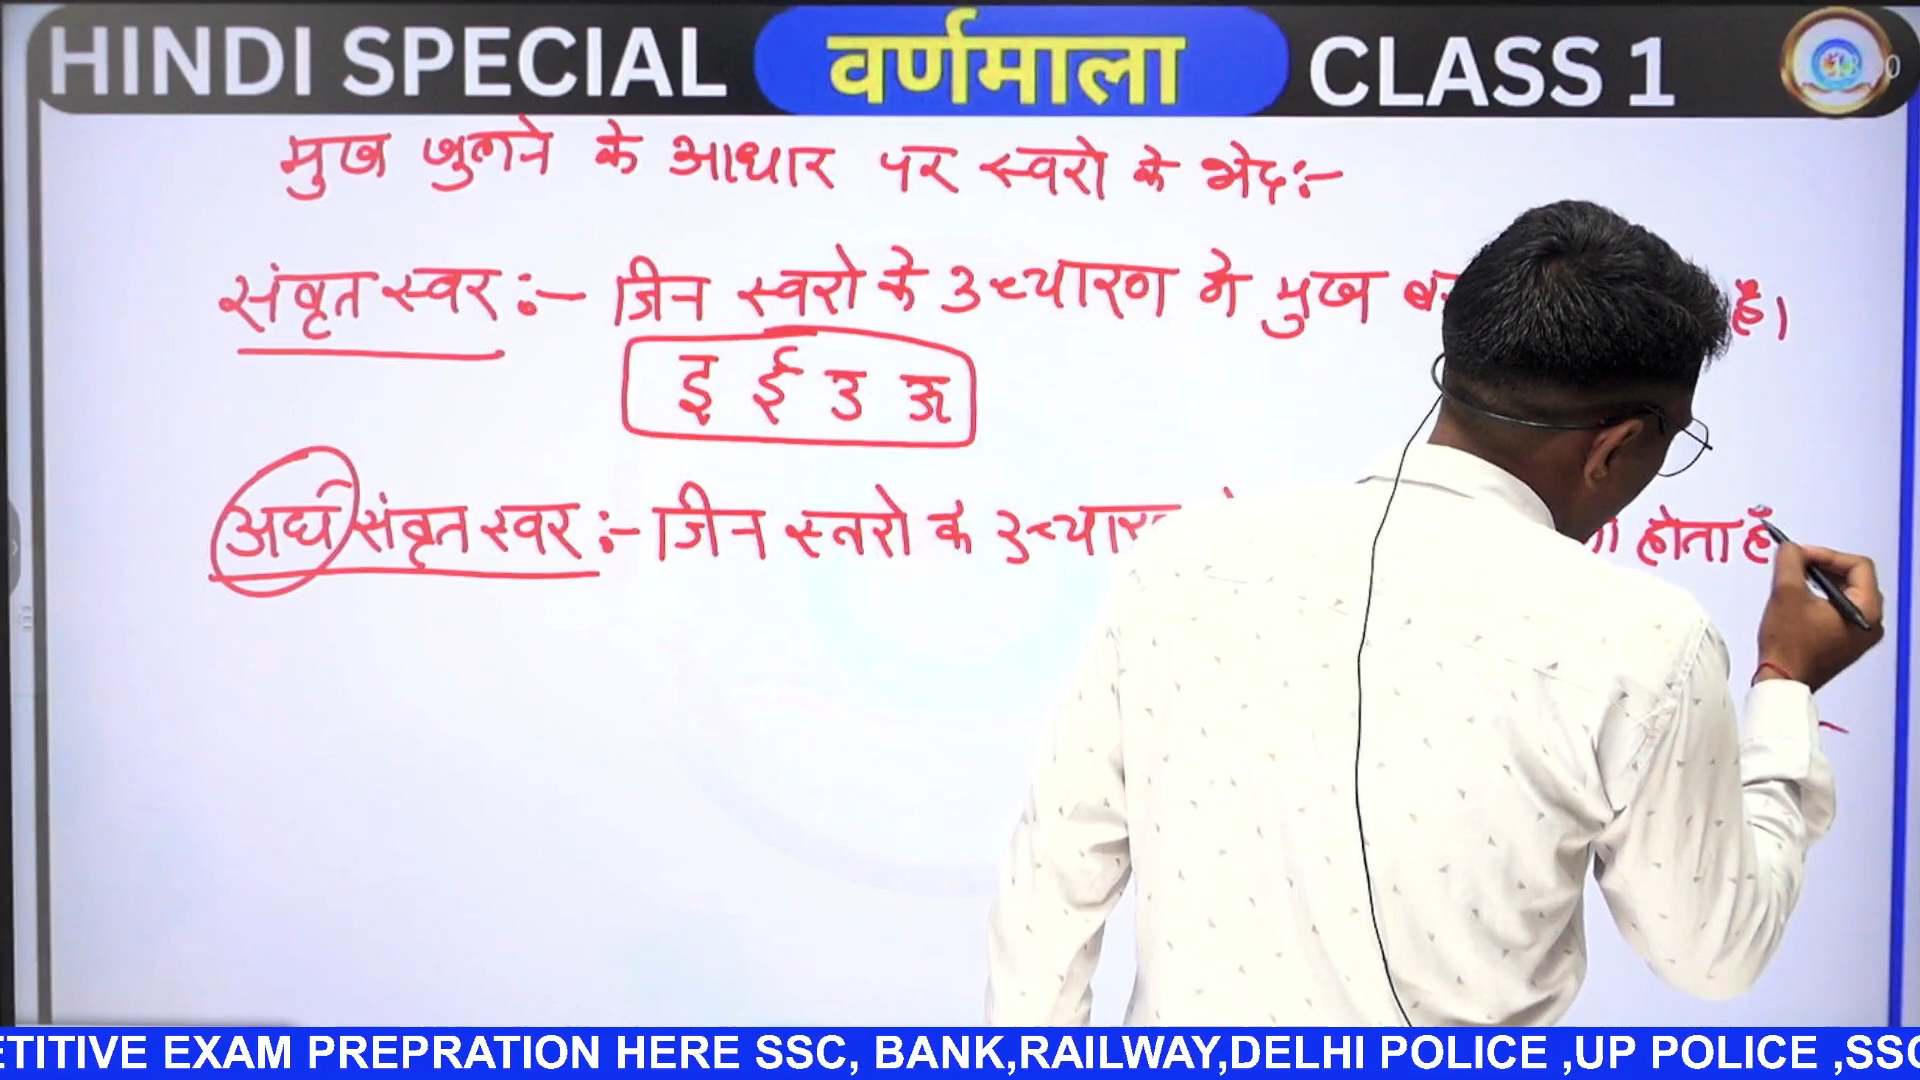 HINDI SPECIAL वर्णमाला CLASS 1
मुख खुलने के आधार पर स्वरो के भेद :-
संवृत स्वर :- जिन स्वरो के उच्चारण मे मुख है।
इ ई उ ऊ
अर्ध संवृत स्वर :- जिन स्वरो के होता है
ETITIVE EXAM PREPRATION HERE SSC, BANK,RAILWAY,DELHI POLICE ,UP POLICE ,SSC